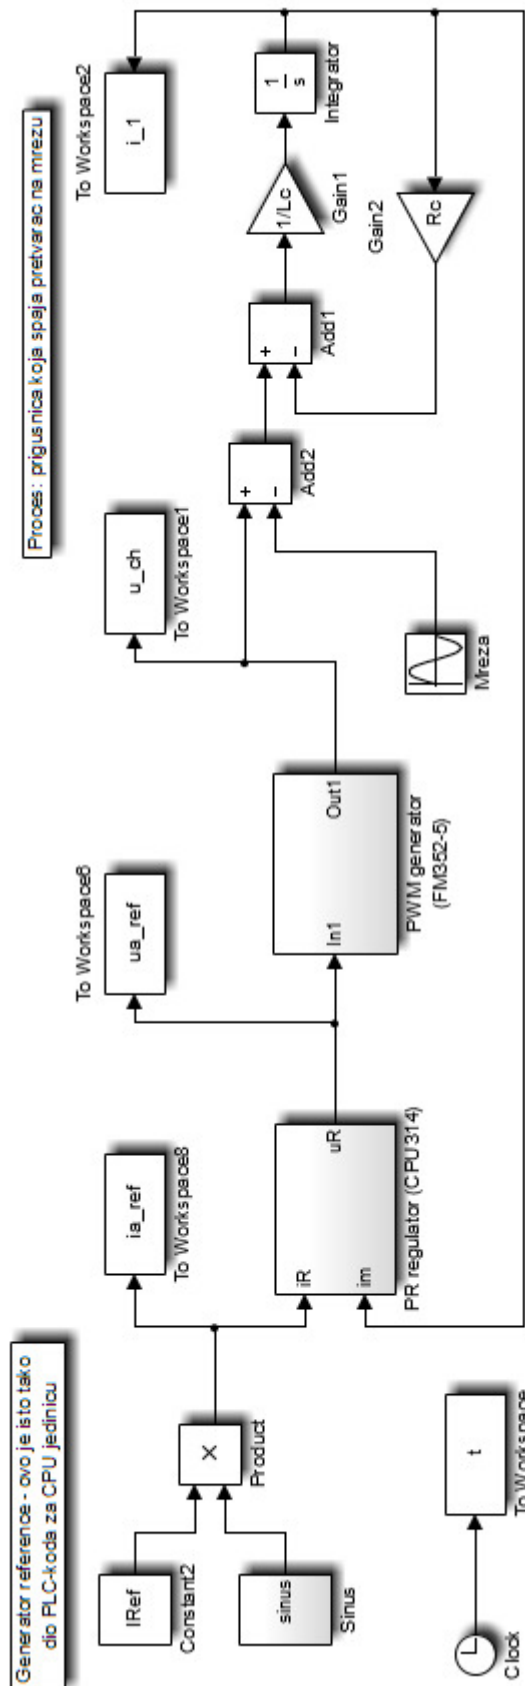 Generator reference - ovo je isto tako
dio PLC-koda za CPU jedinicu
Proces: prigusnica koja spaja pretvarac na mrezu
ia_ref
To Workspace8
ua_ref
To Workspace6
u_ch
To Workspace1
To Workspace2
i_1
IRef
Constant2
sinus
Sinus
×
Product
iR
im
uR
PR regulator (CPU 314)
In1
Out1
PWM generator
(FM352-5)
Mreza
+
−
Add2
+
−
Add1
1/Lc
Gain1
1
s
Integrator
Rc
Gain2
Clock
t
To Workspace